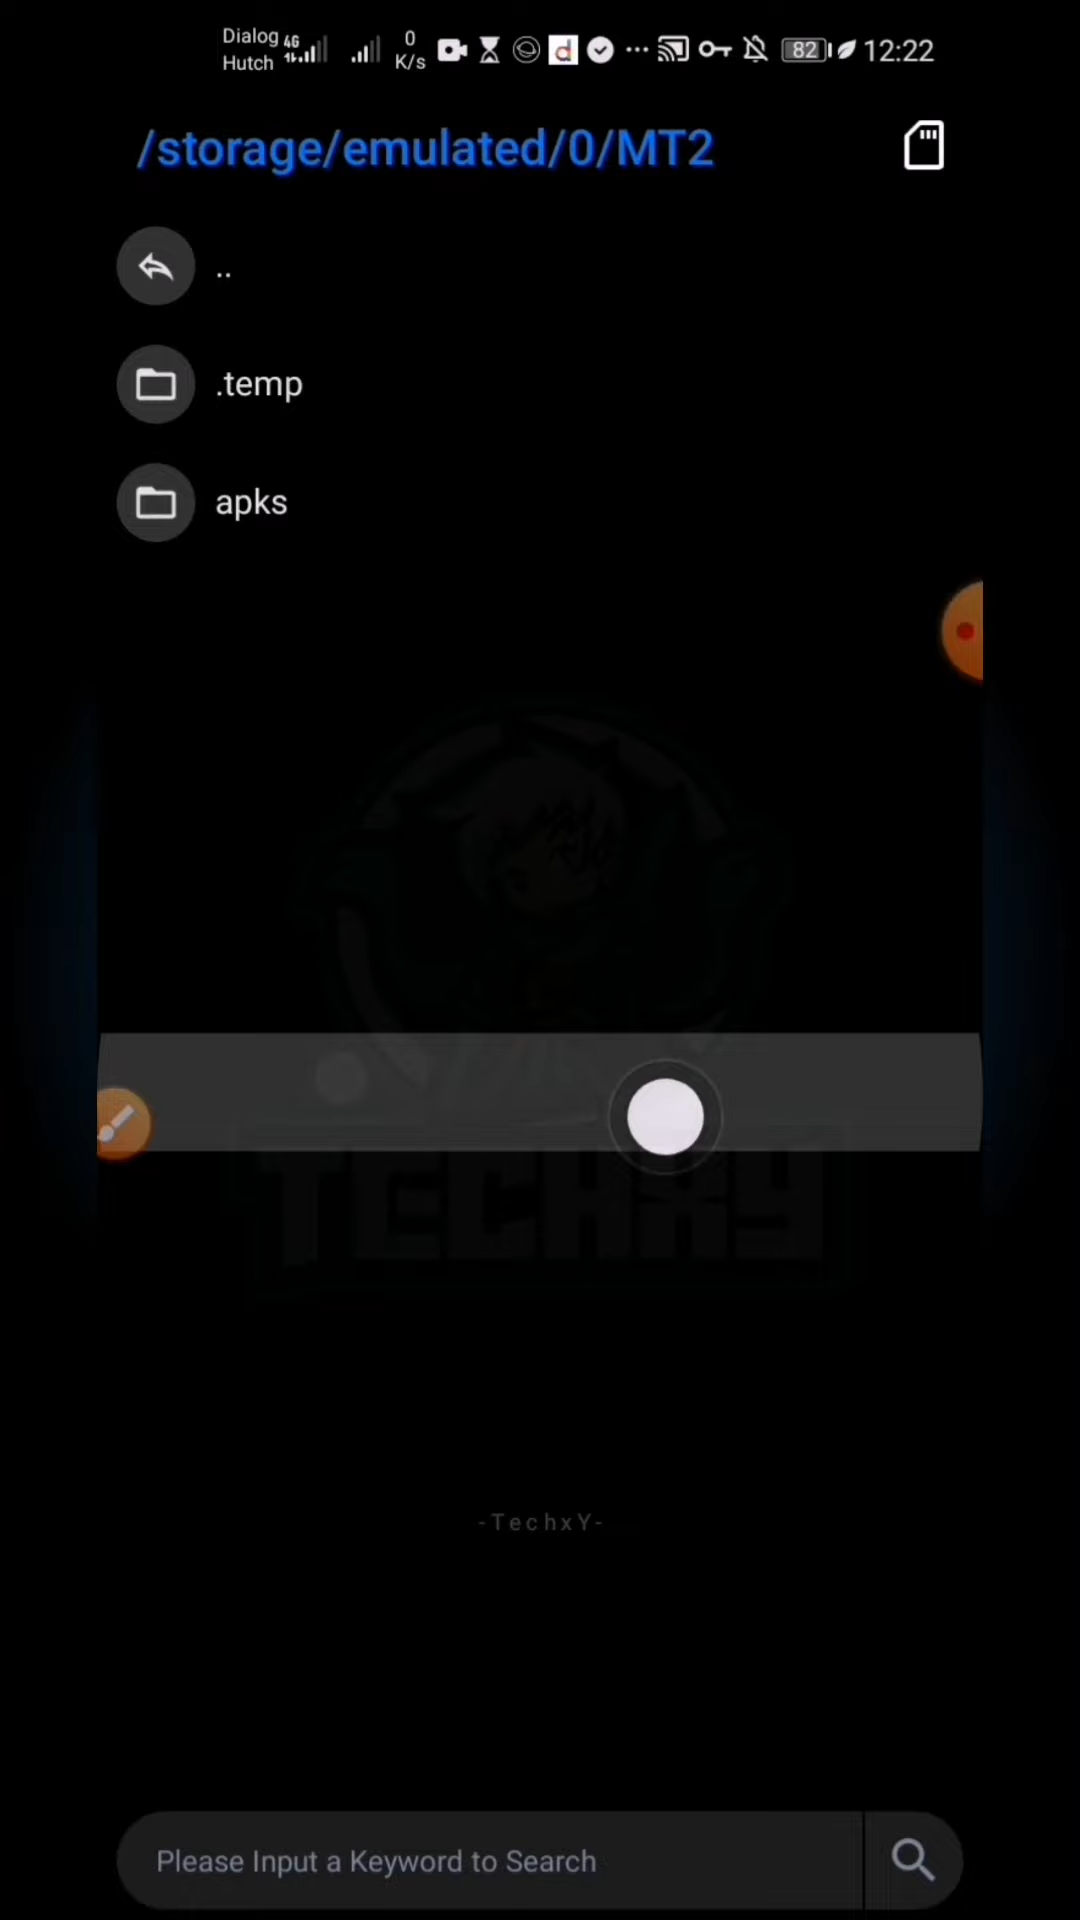 Dialog 4G
Hutch
0
K/s
d
82
12:22
/storage/emulated/0/MT2
..
.temp
apks
TECHXY
-TechxY-
Please Input a Keyword to Search